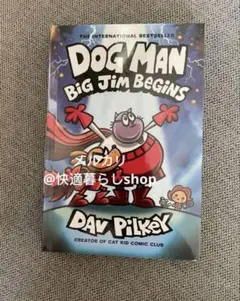 THE INTERNATIONAL BESTSELLER
DOG MAN
BIG JIM BEGINS
メルカリ
@快適暮らしshop
DAV PILKEY
CREATOR OF CAT KID COMIC CLUB